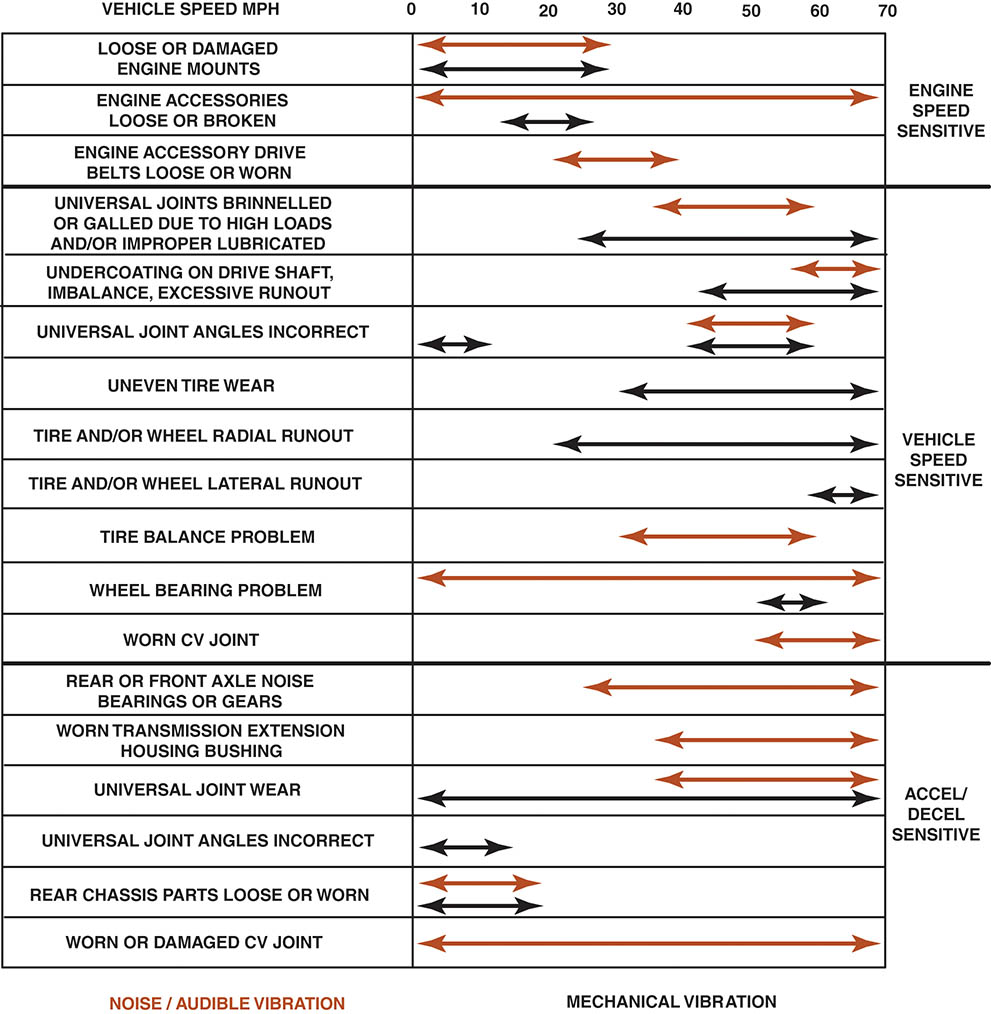 VEHICLE SPEED MPH 0 10 20 30 40 50 60 70
LOOSE OR DAMAGED
ENGINE MOUNTS
ENGINE ACCESSORIES
LOOSE OR BROKEN
ENGINE ACCESSORY DRIVE
BELTS LOOSE OR WORN
ENGINE
SPEED
SENSITIVE
UNIVERSAL JOINTS BRINNELLED
OR GALLED DUE TO HIGH LOADS
AND/OR IMPROPER LUBRICATED
UNDERCOATING ON DRIVE SHAFT,
IMBALANCE, EXCESSIVE RUNOUT
UNIVERSAL JOINT ANGLES INCORRECT
UNEVEN TIRE WEAR
TIRE AND/OR WHEEL RADIAL RUNOUT
TIRE AND/OR WHEEL LATERAL RUNOUT
TIRE BALANCE PROBLEM
WHEEL BEARING PROBLEM
WORN CV JOINT
VEHICLE
SPEED
SENSITIVE
REAR OR FRONT AXLE NOISE
BEARINGS OR GEARS
WORN TRANSMISSION EXTENSION
HOUSING BUSHING
UNIVERSAL JOINT WEAR
UNIVERSAL JOINT ANGLES INCORRECT
REAR CHASSIS PARTS LOOSE OR WORN
WORN OR DAMAGED CV JOINT
ACCEL/
DECEL
SENSITIVE
NOISE / AUDIBLE VIBRATION
MECHANICAL VIBRATION